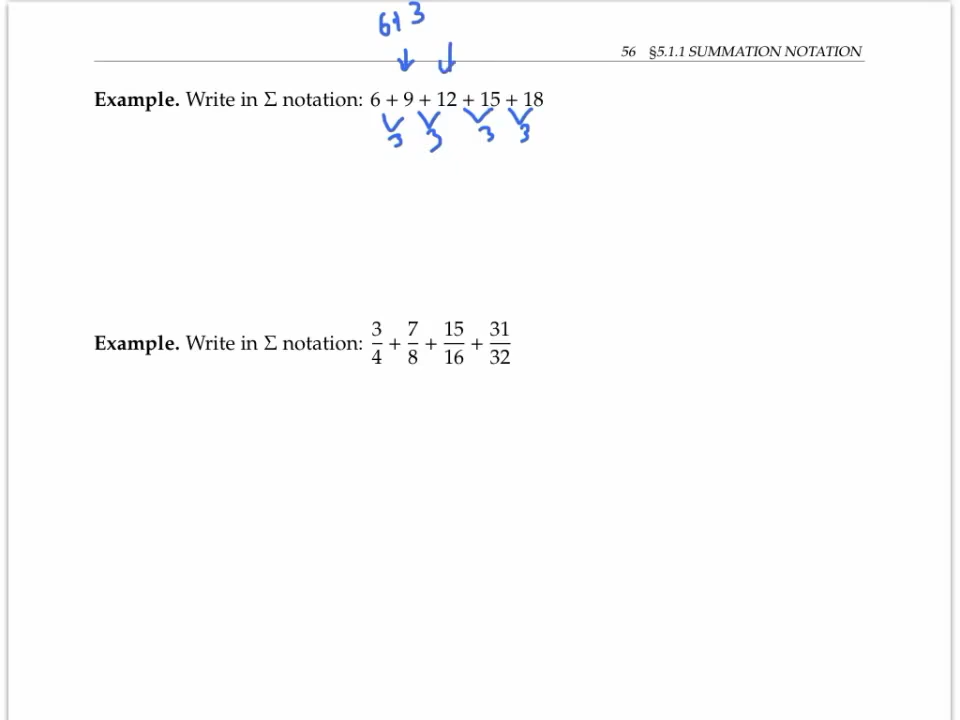 6+3
56 §5.1.1 SUMMATION NOTATION
Example. Write in Σ notation: 6 + 9 + 12 + 15 + 18
3 3 3 3
Example. Write in Σ notation: 3/4 + 7/8 + 15/16 + 31/32